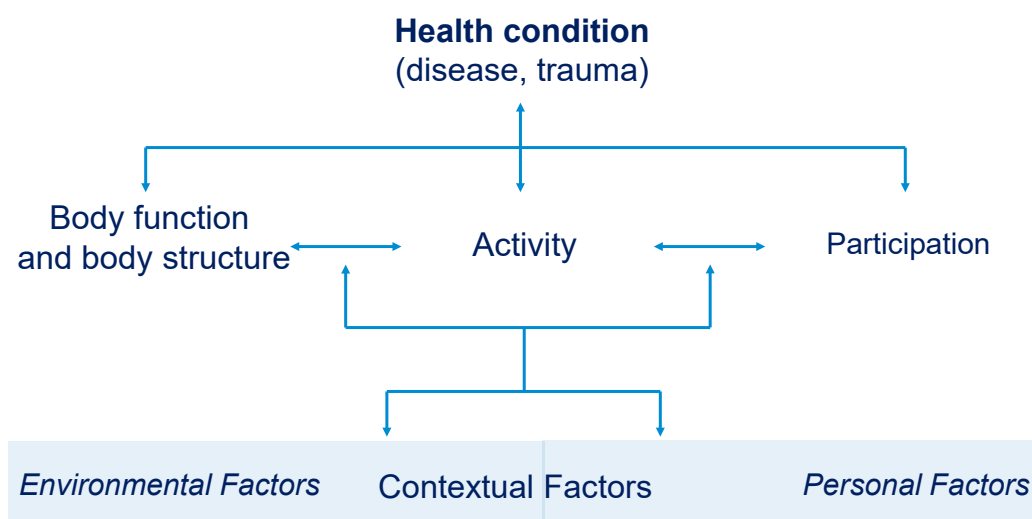 Health condition
(disease, trauma)
Body function
and body structure
Activity
Participation
Environmental Factors
Contextual Factors
Personal Factors